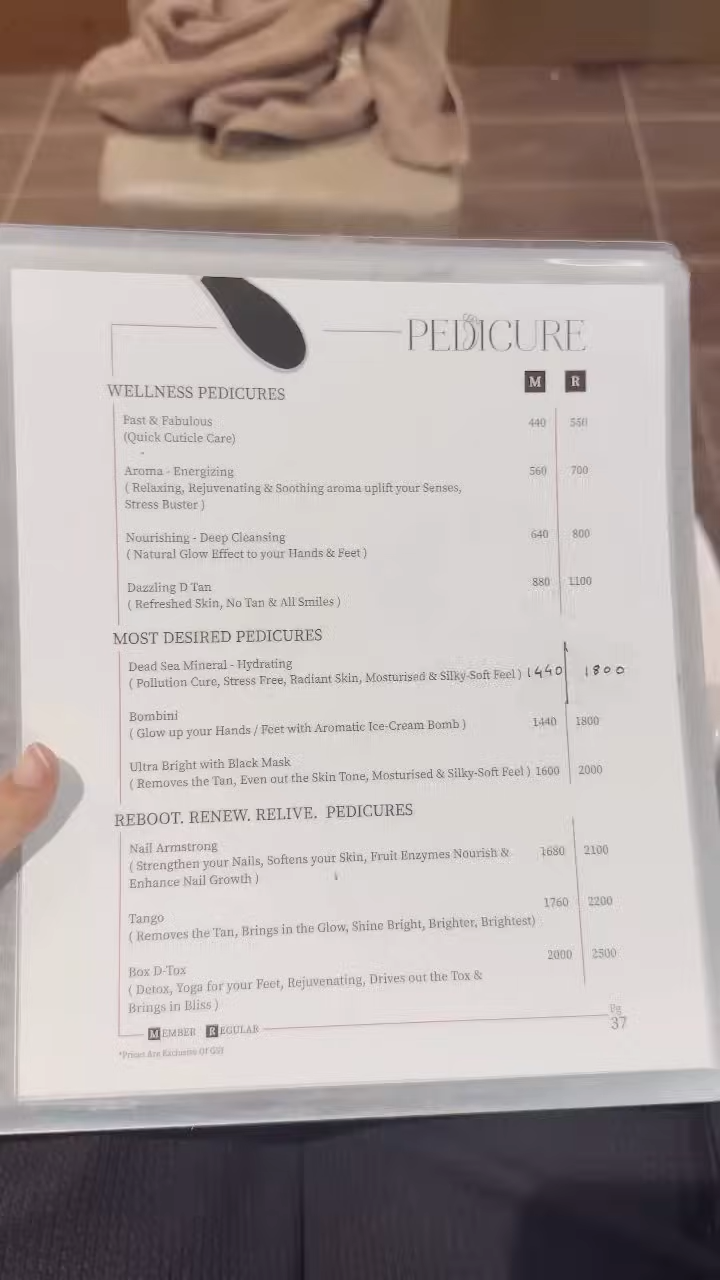 PEDICURE
M R
WELLNESS PEDICURES
Fast & Fabulous 440 550
(Quick Cuticle Care)
Aroma - Energizing 560 700
( Relaxing, Rejuvenating & Soothing aroma uplift your Senses,
Stress Buster )
Nourishing - Deep Cleansing 640 800
( Natural Glow Effect to your Hands & Feet )
Dazzling D Tan 880 1100
( Refreshed Skin, No Tan & All Smiles )
MOST DESIRED PEDICURES
Dead Sea Mineral - Hydrating
( Pollution Cure, Stress Free, Radiant Skin, Mosturised & Silky-Soft Feel ) 1440 1800
Bombini
( Glow up your Hands / Feet with Aromatic Ice-Cream Bomb ) 1440 1800
Ultra Bright with Black Mask
( Removes the Tan, Even out the Skin Tone, Mosturised & Silky-Soft Feel ) 1600 2000
REBOOT. RENEW. RELIVE. PEDICURES
Nail Armstrong
( Strengthen your Nails, Softens your Skin, Fruit Enzymes Nourish & 1680 2100
Enhance Nail Growth )
Tango 1760 2200
( Removes the Tan, Brings in the Glow, Shine Bright, Brighter, Brightest)
Box D-Tox 2000 2500
( Detox, Yoga for your Feet, Rejuvenating, Drives out the Tox &
Brings in Bliss )
MEMBER REGULAR
Pg
37
*Prices Are Exclusive Of GST